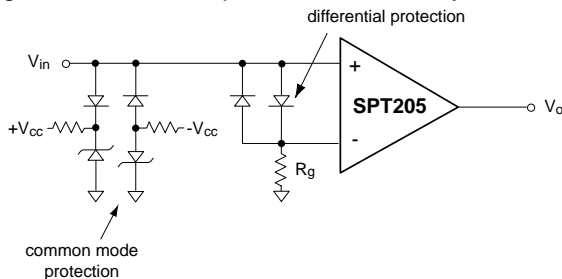 differential protection
Vin
+
SPT205
Vo
+Vcc
-Vcc
-
Rg
common mode
protection